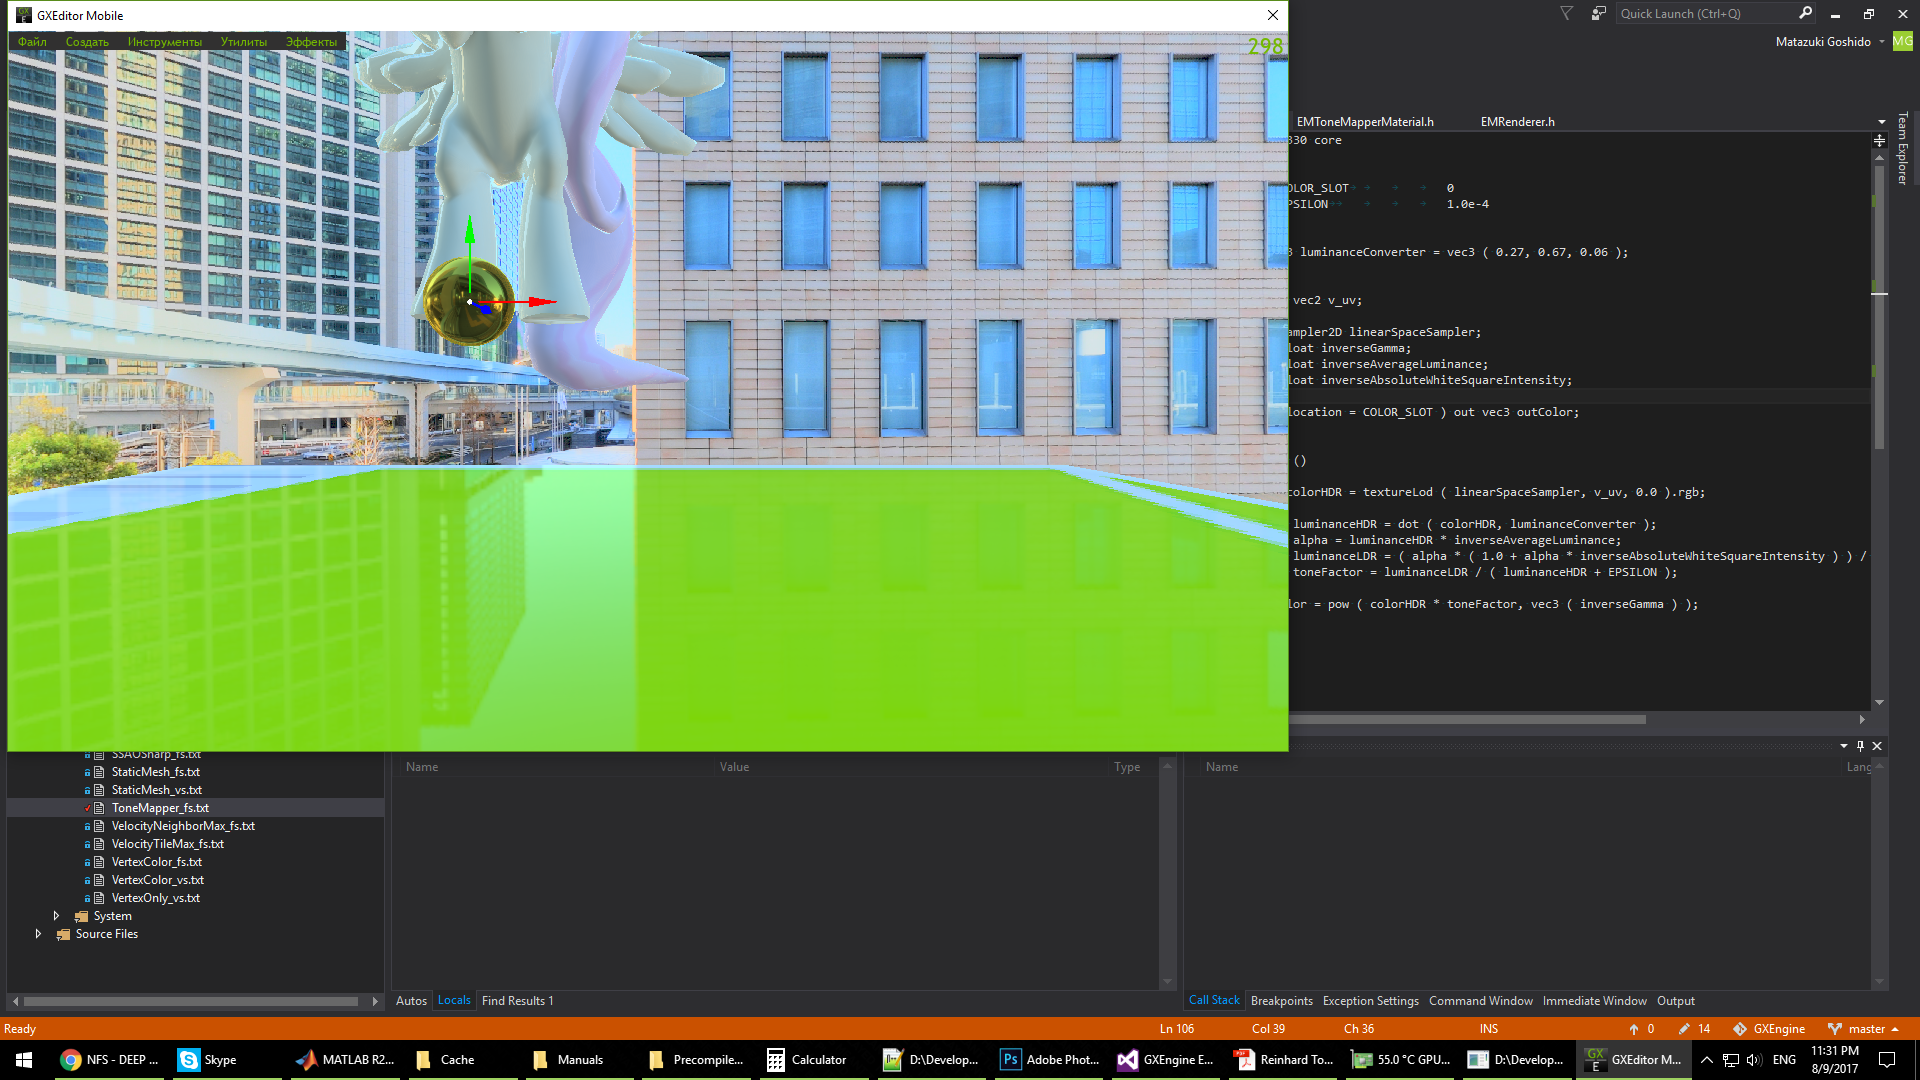 GXEditor Mobile
Файл Создать Инструменты Утилиты Эффекты
298
Quick Launch (Ctrl+Q)
Matazuki Goshido
MG
Team Explorer
EMToneMapperMaterial.h EMRenderer.h
330 core
OLOR_SLOT 0
PSILON 1.0e-4
3 luminanceConverter = vec3 ( 0.27, 0.67, 0.06 );
vec2 v_uv;
ampler2D linearSpaceSampler;
loat inverseGamma;
loat inverseAverageLuminance;
loat inverseAbsoluteWhiteSquareIntensity;
location = COLOR_SLOT ) out vec3 outColor;
()
colorHDR = textureLod ( linearSpaceSampler, v_uv, 0.0 ).rgb;
luminanceHDR = dot ( colorHDR, luminanceConverter );
alpha = luminanceHDR * inverseAverageLuminance;
luminanceLDR = ( alpha * ( 1.0 + alpha * inverseAbsoluteWhiteSquareIntensity ) ) /
toneFactor = luminanceLDR / ( luminanceHDR + EPSILON );
lor = pow ( colorHDR * toneFactor, vec3 ( inverseGamma ) );
SSAOSharp_fs.txt
StaticMesh_fs.txt
StaticMesh_vs.txt
ToneMapper_fs.txt
VelocityNeighborMax_fs.txt
VelocityTileMax_fs.txt
VertexColor_fs.txt
VertexColor_vs.txt
VertexOnly_vs.txt
System
Source Files
Name Value Type
Name Lang
Autos Locals Find Results 1
Call Stack Breakpoints Exception Settings Command Window Immediate Window Output
Ready Ln 106 Col 39 Ch 36 INS 0 14 GXEngine master
NFS - DEEP ... Skype MATLAB R2... Cache Manuals Precompile... Calculator D:\Develop... Adobe Phot... GXEngine E... Reinhard To... 55.0 °C GPU... D:\Develop... GXEditor M... ENG 11:31 PM
8/9/2017